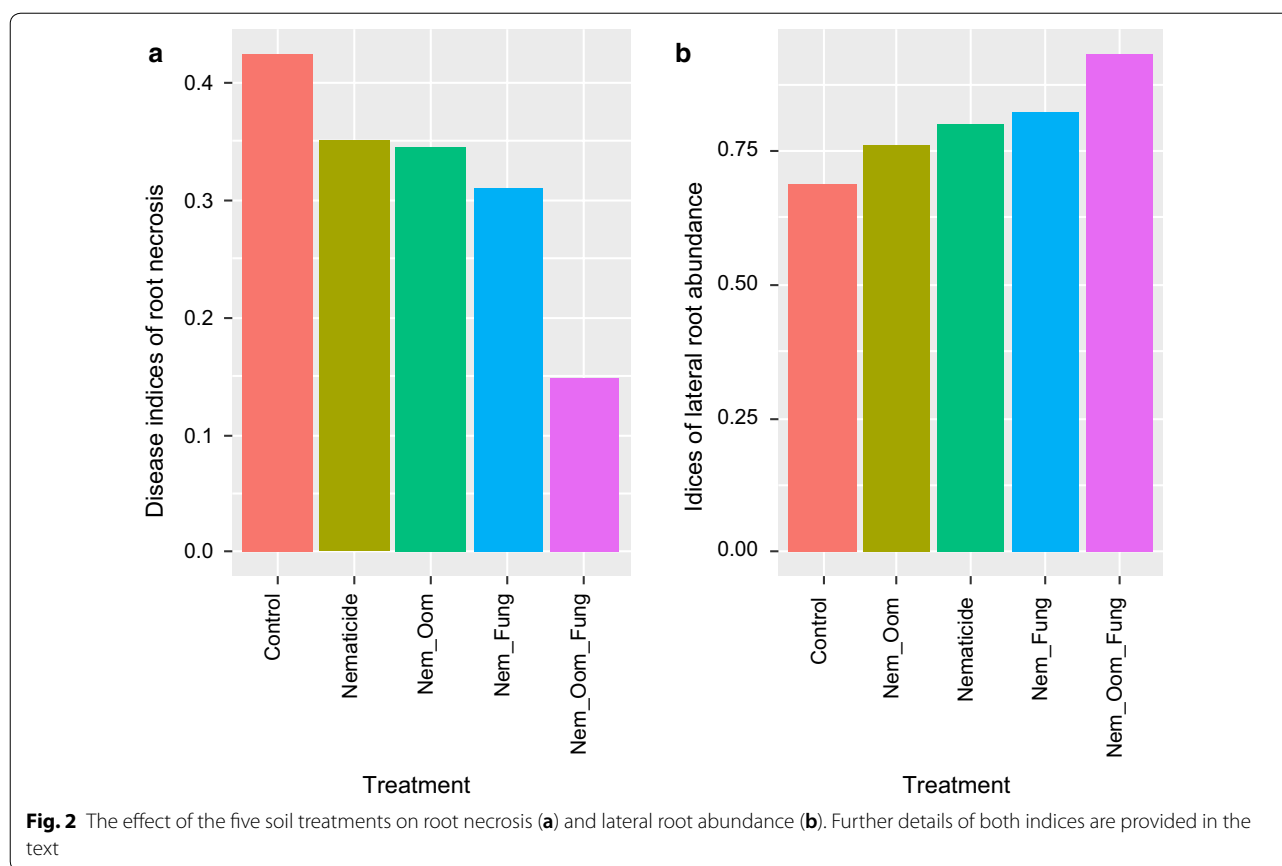 a
Disease indices of root necrosis
0.4
0.3
0.2
0.1
0.0
Control
Nematicide
Nem_Oom
Nem_Fung
Nem_Oom_Fung
Treatment
b
Idices of lateral root abundance
0.75
0.50
0.25
0.00
Control
Nem_Oom
Nematicide
Nem_Fung
Nem_Oom_Fung
Treatment
Fig. 2 The effect of the five soil treatments on root necrosis (a) and lateral root abundance (b). Further details of both indices are provided in the
text